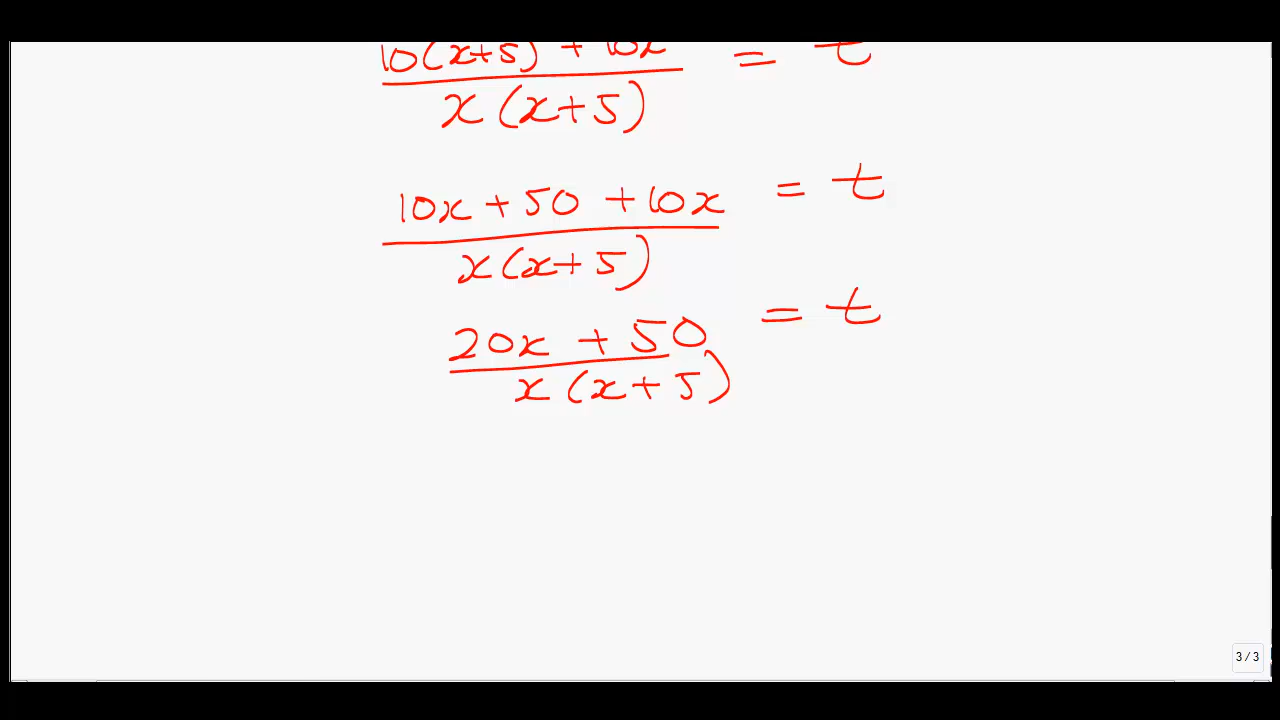 10(x+5) + 10x = t
x(x+5)
10x + 50 + 10x = t
x(x+5)
20x + 50 = t
x(x+5)
3/3